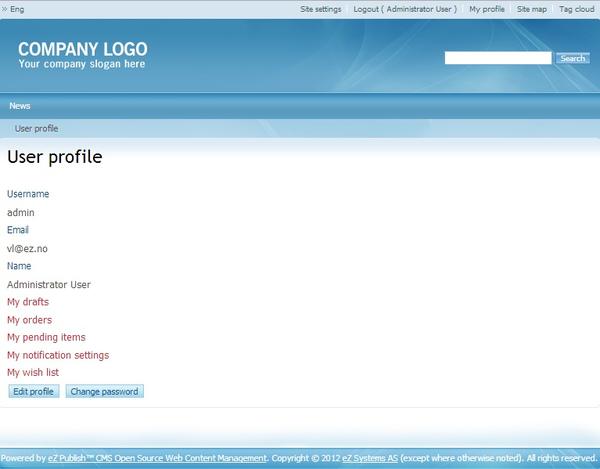 » Eng
Site settings Logout ( Administrator User ) My profile Site map Tag cloud
COMPANY LOGO
Your company slogan here
Search
News
User profile
User profile
Username
admin
Email
vl@ez.no
Name
Administrator User
My drafts
My orders
My pending items
My notification settings
My wish list
Edit profile Change password
Powered by eZ Publish™ CMS Open Source Web Content Management. Copyright © 2012 eZ Systems AS (except where otherwise noted). All rights reserved.